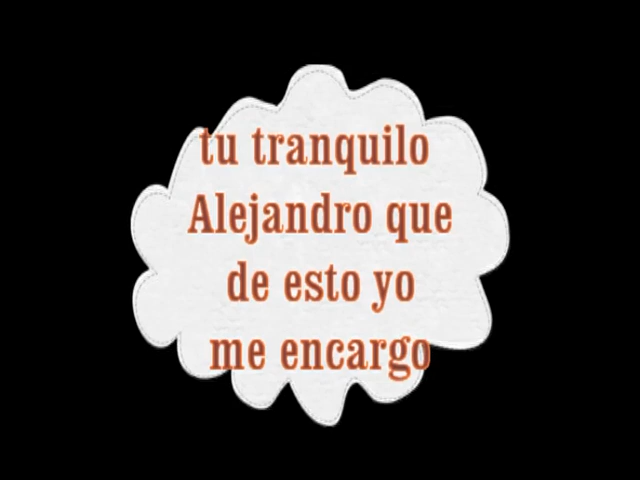 tu tranquilo
Alejandro que
de esto yo
me encargo